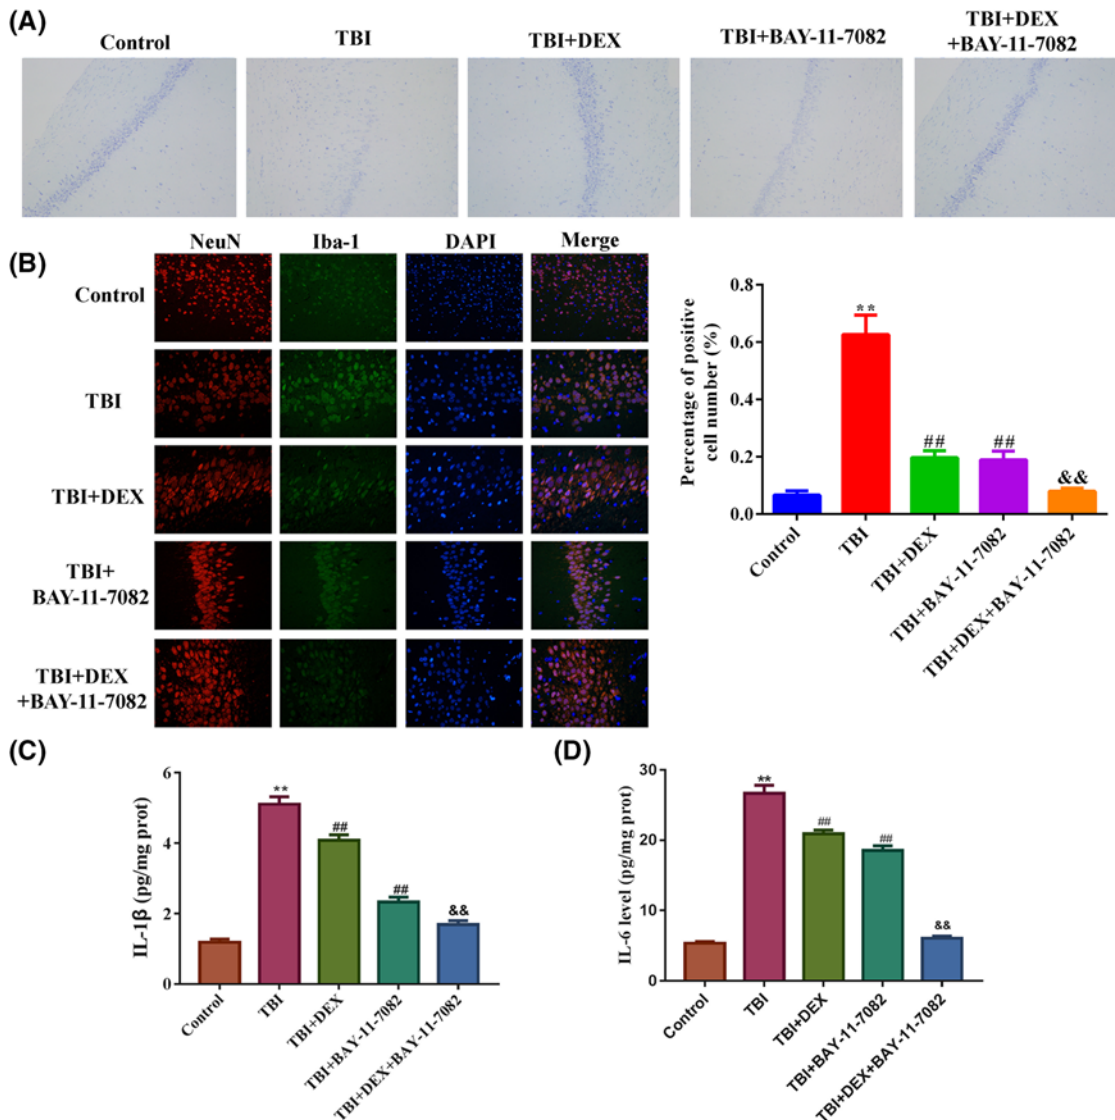 (A)
Control
TBI
TBI+DEX
TBI+BAY-11-7082
TBI+DEX
+BAY-11-7082
(B)
NeuN
Iba-1
DAPI
Merge
Control
TBI
TBI+DEX
TBI+
BAY-11-7082
TBI+DEX
+BAY-11-7082
Percentage of positive
cell number (%)
0.8
0.6
0.4
0.2
0.0
**
##
##
&&
Control
TBI
TBI+DEX
TBI+BAY-11-7082
TBI+DEX+BAY-11-7082
(C)
IL-1β (pg/mg prot)
6
4
2
0
**
##
##
&&
Control
TBI
TBI+DEX
TBI+BAY-11-7082
TBI+DEX+BAY-11-7082
(D)
IL-6 level (pg/mg prot)
30
20
10
0
**
##
##
&&
Control
TBI
TBI+DEX
TBI+BAY-11-7082
TBI+DEX+BAY-11-7082